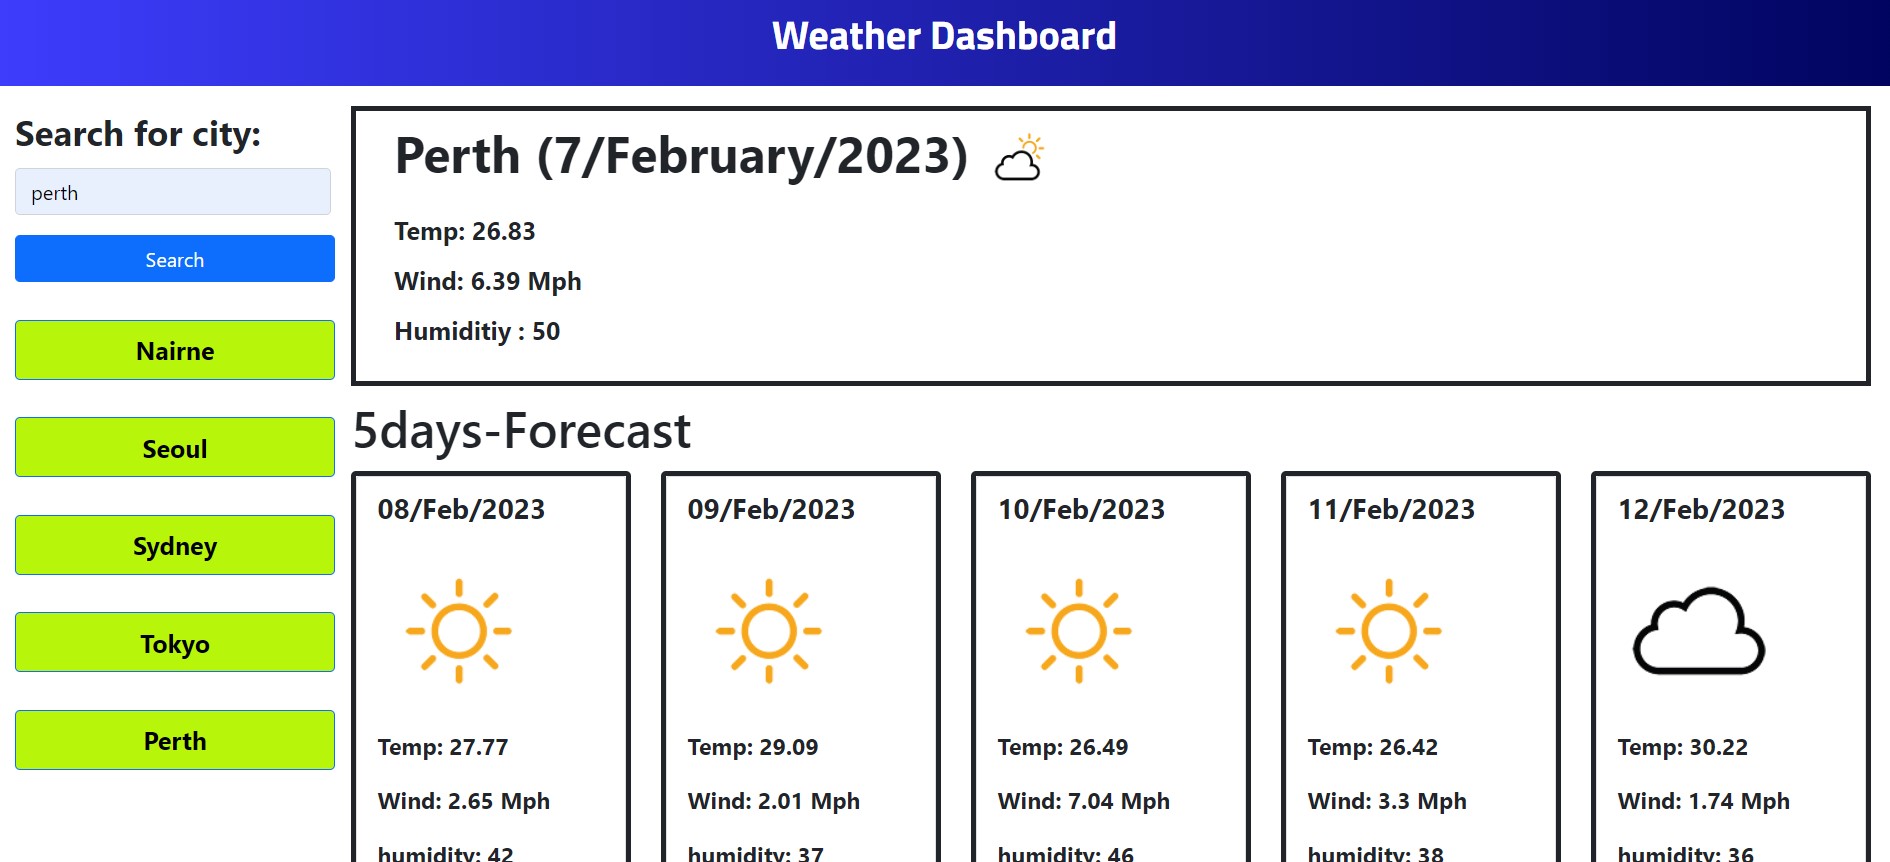 Weather Dashboard
Search for city:
perth
Search
Nairne
Seoul
Sydney
Tokyo
Perth
Perth (7/February/2023)
Temp: 26.83
Wind: 6.39 Mph
Humiditiy : 50
5days-Forecast
08/Feb/2023
Temp: 27.77
Wind: 2.65 Mph
humidity: 42
09/Feb/2023
Temp: 29.09
Wind: 2.01 Mph
humidity: 37
10/Feb/2023
Temp: 26.49
Wind: 7.04 Mph
humidity: 46
11/Feb/2023
Temp: 26.42
Wind: 3.3 Mph
humidity: 38
12/Feb/2023
Temp: 30.22
Wind: 1.74 Mph
humidity: 36